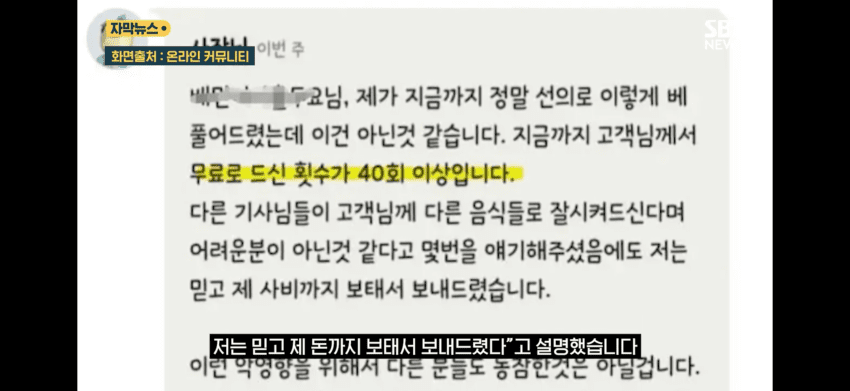 자막뉴스
SBS
NEWS
화면출처 : 온라인 커뮤니티
이번 주
제가 지금까지 정말 선의로 이렇게 베
풀어드렸는데 이건 아닌것 같습니다. 지금까지 고객님께서
무료로 드신 횟수가 40회 이상입니다.
다른 기사님들이 고객님께 다른 음식들로 잘시켜드신다며
어려운분이 아닌것 같다고 몇번을 얘기해주셨음에도 저는
믿고 제 사비까지 보태서 보내드렸습니다.
저는 믿고 제 돈까지 보태서 보내드렸다"고 설명했습니다
이런 악영향을 위해서 다른 분들도 동참한것은 아닐겁니다.